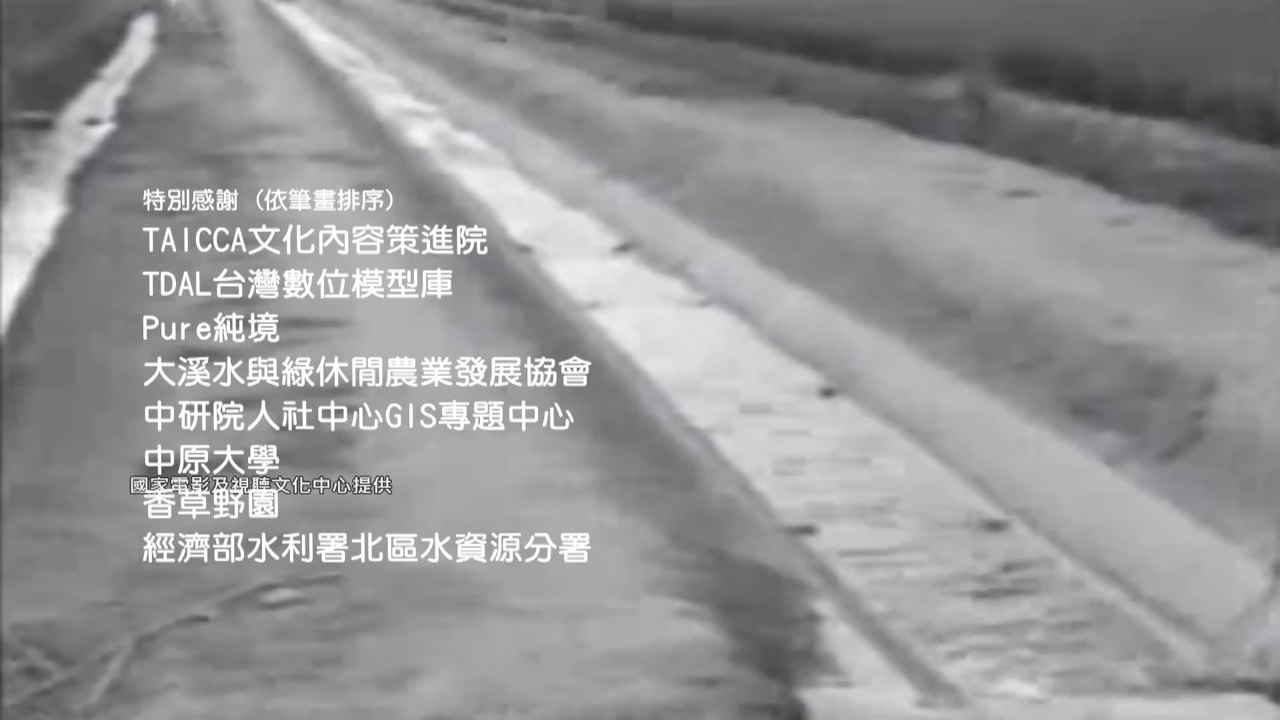 特別感謝 (依筆畫排序)
TAICCA文化內容策進院
TDAL台灣數位模型庫
Pure純境
大溪水與綠休閒農業發展協會
中研院人社中心GIS專題中心
中原大學
國家電影及視聽文化中心提供
香草野園
經濟部水利署北區水資源分署